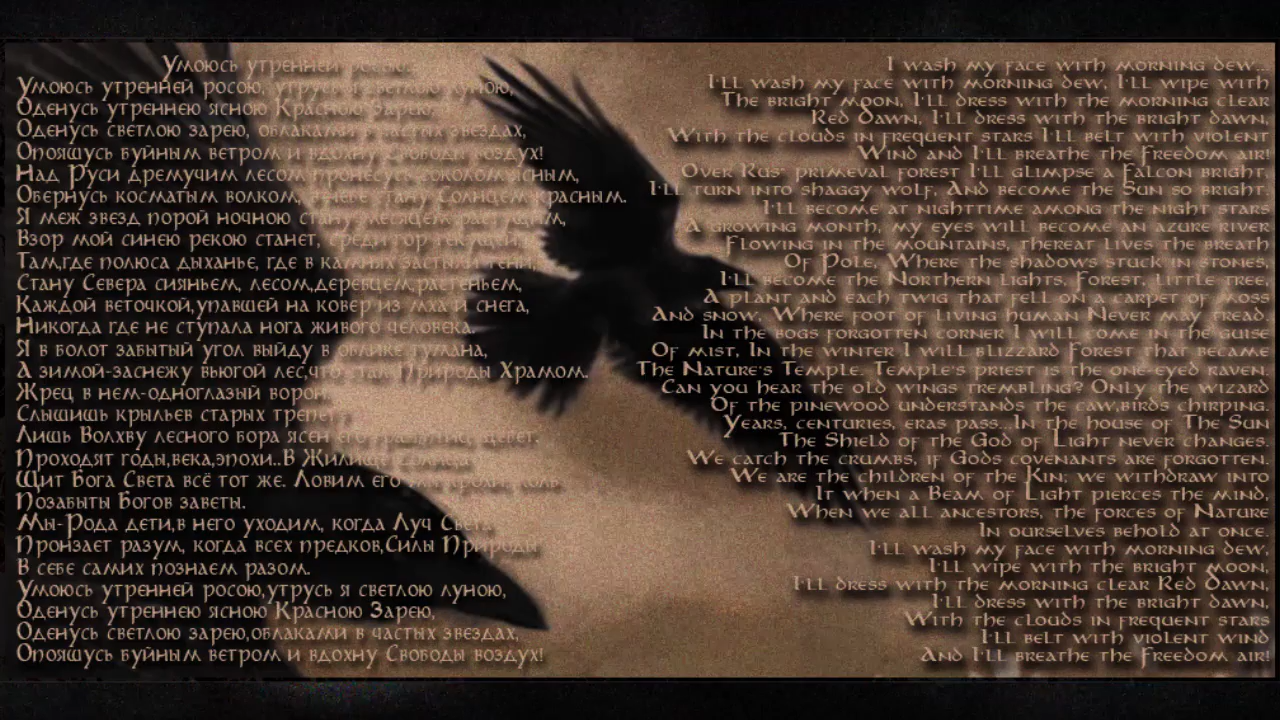 Умоюсь утренней росою..
Умоюсь утренней росою, утрусь я светлою луною,
Оденусь утреннею ясною Красною Зарею,
Оденусь светлою зарею, облаками в частых звездах,
Опояшусь буйным ветром и вдохну Свободы воздух!
Над Руси дремучим лесом пронесусь соколом ясным,
Обернусь косматым волком, в небе стану Солнцем красным.
Я меж звезд порой ночною стану месяцем растущим,
Взор мой синею рекою станет, среди гор текущей,
Там,где полюса дыханье, где в камнях застыли тени,
Стану Севера сияньем, лесом,деревцем,растеньем,
Каждой веточкой,упавшей на ковер из мха и снега,
Никогда где не ступала нога живого человека.
Я в болот забытый угол выйду в облике тумана,
А зимой-заснежу вьюгой лес,что стал Природы Храмом.
Жрец в нем-одноглазый ворон.
Слышишь крыльев старых трепет
Лишь Волхву лесного бора ясен его
Проходят годы,века,эпохи..В Жилище
Щит Бога Света всё тот же. Ловим его мы
Позабыты Богов заветы.
Мы-Рода дети,в него уходим, когда Луч Света
Пронзает разум, когда всех предков,Силы Природы
В себе самих познаем разом.
Умоюсь утренней росою,утрусь я светлою луною,
Оденусь утреннею ясною Красною Зарею,
Оденусь светлою зарею,облаками в частых звездах,
Опояшусь буйным ветром и вдохну Свободы воздух!
I wash my face with morning dew...
I'll wash my face with morning dew, I'll wipe with
The bright moon, I'll dress with the morning clear
Red Dawn, I'll dress with the bright dawn,
With the clouds in frequent stars I'll belt with violent
Wind and I'll breathe the Freedom air!
Over Rus' primeval forest I'll glimpse a Falcon bright,
I'll turn into shaggy wolf, And become the Sun so bright.
I'll become at nighttime among the night stars
A growing month, my eyes will become an azure river
Flowing in the mountains, thereat lives the breath
Of Pole, Where the shadows stuck in stones,
I'll become the Northern Lights, Forest, Little tree,
A plant and each twig that fell on a carpet of moss
And snow, Where foot of living human Never may tread.
In the bogs forgotten corner I will come in the guise
Of mist, In the winter I will blizzard Forest that became
The Nature's Temple. Temple's priest is the one-eyed raven.
Can you hear the old wings trembling? Only the wizard
Of the pinewood understands the caw,birds chirping.
Years, centuries, eras pass...In the house of The Sun
The Shield of the God of Light never changes.
We catch the crumbs, if Gods covenants are forgotten.
We are the children of the Kin; we withdraw into
It when a Beam of Light pierces the mind,
When we all ancestors, the forces of Nature
In ourselves behold at once.
I'll wash my face with morning dew,
I'll wipe with the bright moon,
I'll dress with the morning clear Red Dawn,
I'll dress with the bright dawn,
With the clouds in frequent stars
I'll belt with violent wind
And I'll breathe the Freedom air!